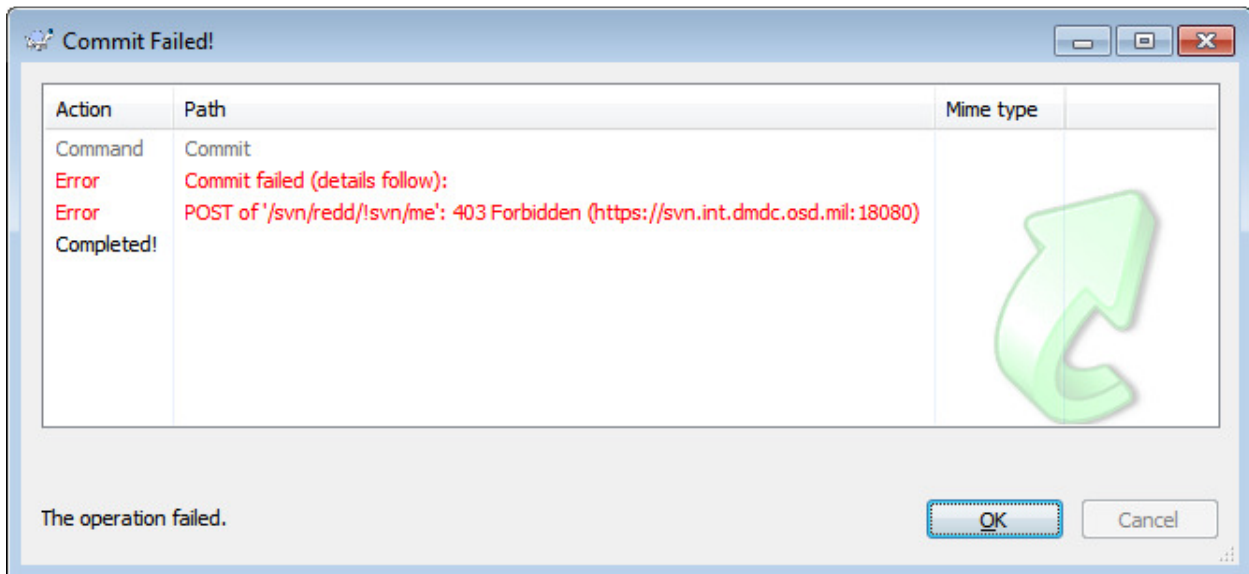 Commit Failed!
Action Path Mime type
Command Commit
Error Commit failed (details follow):
Error POST of '/svn/redd/!svn/me': 403 Forbidden (https://svn.int.dmdc.osd.mil:18080)
Completed!
The operation failed. OK Cancel